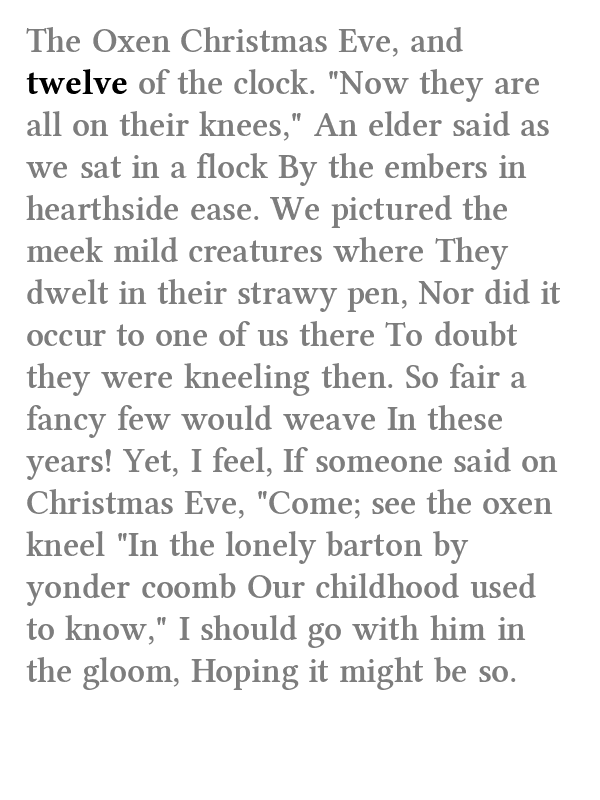 The Oxen Christmas Eve, and
twelve of the clock. "Now they are
all on their knees," An elder said as
we sat in a flock By the embers in
hearthside ease. We pictured the
meek mild creatures where They
dwelt in their strawy pen, Nor did it
occur to one of us there To doubt
they were kneeling then. So fair a
fancy few would weave In these
years! Yet, I feel, If someone said on
Christmas Eve, "Come; see the oxen
kneel "In the lonely barton by
yonder coomb Our childhood used
to know," I should go with him in
the gloom, Hoping it might be so.